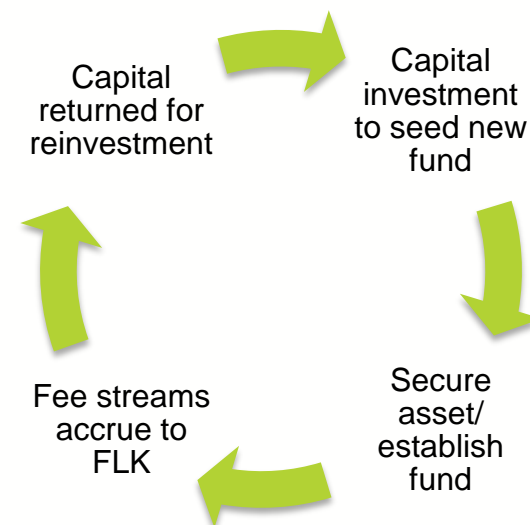 Capital
returned for
reinvestment
Capital
investment
to seed new
fund
Secure
asset/
establish
fund
Fee streams
accrue to
FLK